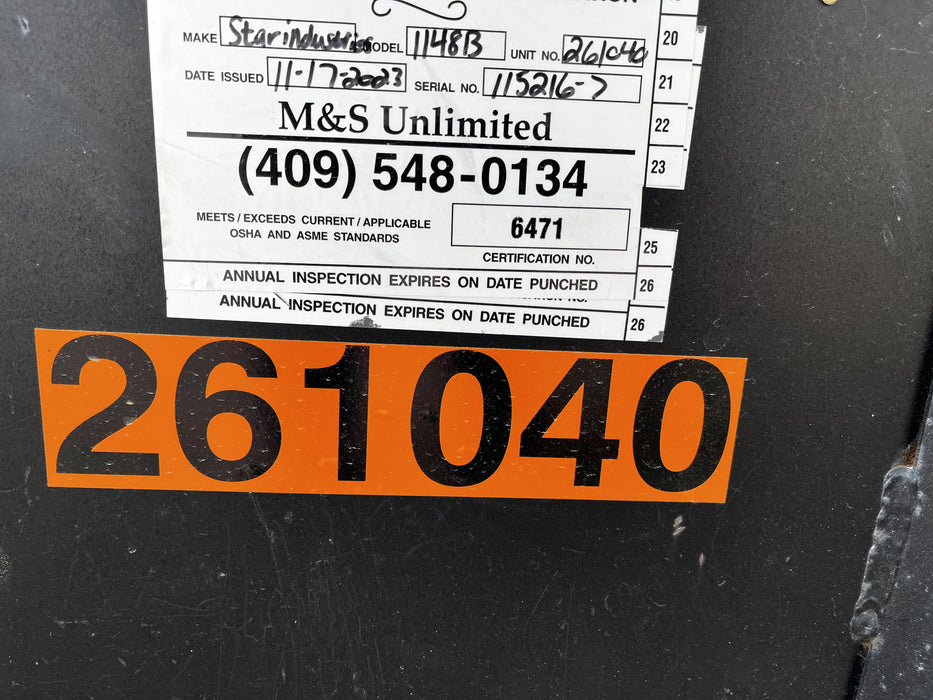 20
MAKE Star industries MODEL 1148B UNIT NO. 261040
21
DATE ISSUED 11-17-2023 SERIAL NO. 115216-7
M&S Unlimited
22
(409) 548-0134
23
MEETS / EXCEEDS CURRENT / APPLICABLE
OSHA AND ASME STANDARDS
6471
CERTIFICATION NO.
25
ANNUAL INSPECTION EXPIRES ON DATE PUNCHED
26
ANNUAL INSPECTION EXPIRES ON DATE PUNCHED
26
261040